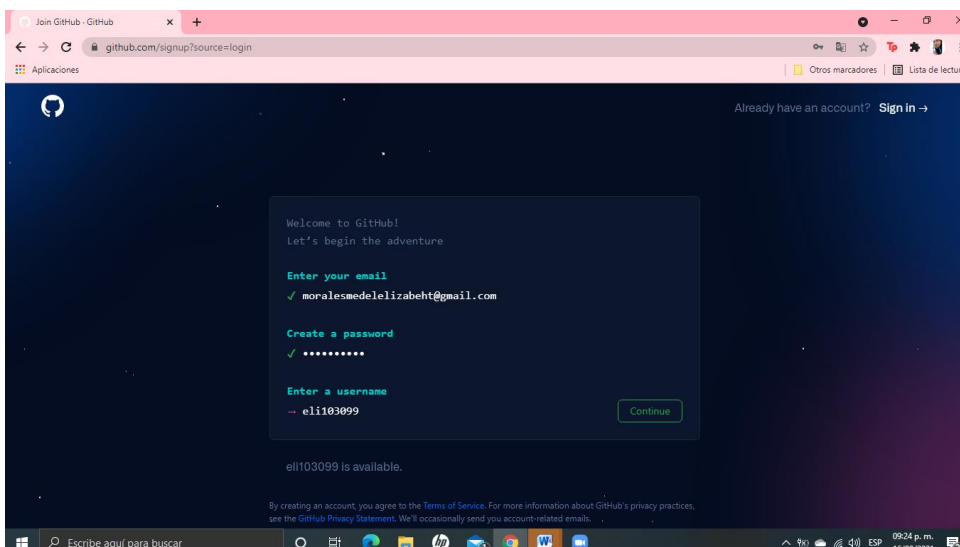 Join GitHub · GitHub
github.com/signup?source=login
Aplicaciones
Otros marcadores
Lista de lectu
Already have an account? Sign in →
Welcome to GitHub!
Let's begin the adventure
Enter your email
✓ moralesmedelelizabeht@gmail.com
Create a password
✓ ••••••••••
Enter a username
→ eli103099
Continue
eli103099 is available.
By creating an account, you agree to the Terms of Service. For more information about GitHub's privacy practices,
see the GitHub Privacy Statement. We'll occasionally send you account-related emails.
Escribe aquí para buscar
ESP
09:24 p. m.